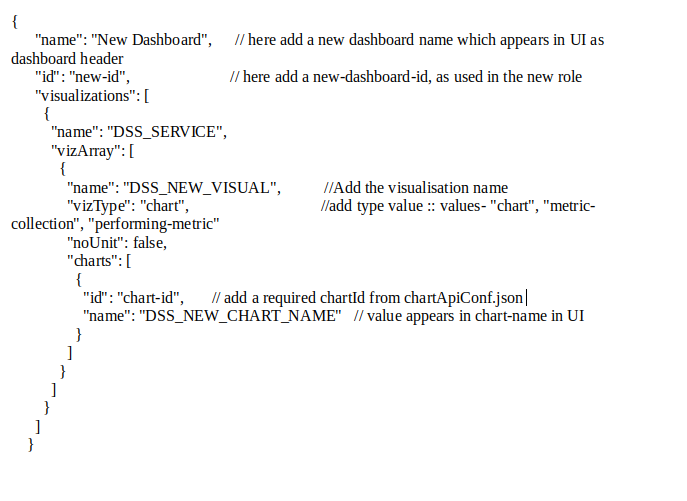 {
"name": "New Dashboard", // here add a new dashboard name which appears in UI as
dashboard header
"id": "new-id", // here add a new-dashboard-id, as used in the new role
"visualizations": [
{
"name": "DSS_SERVICE",
"vizArray": [
{
"name": "DSS_NEW_VISUAL", //Add the visualisation name
"vizType": "chart", //add type value :: values- "chart", "metric-
collection", "performing-metric"
"noUnit": false,
"charts": [
{
"id": "chart-id", // add a required chartId from chartApiConf.json
"name": "DSS_NEW_CHART_NAME" // value appears in chart-name in UI
}
]
}
]
}
]
}